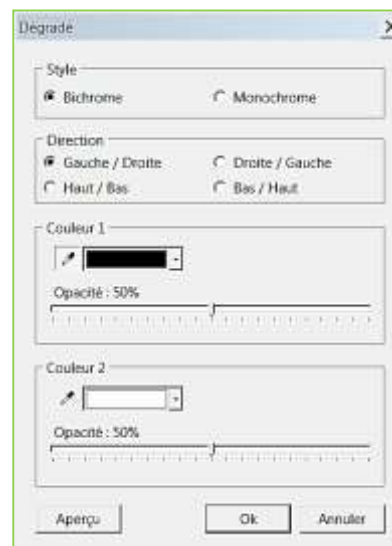 Dégradé
Style
Bichrome
Monochrome
Direction
Gauche / Droite
Droite / Gauche
Haut / Bas
Bas / Haut
Couleur 1
Opacité : 50%
Couleur 2
Opacité : 50%
Aperçu
Ok
Annuler